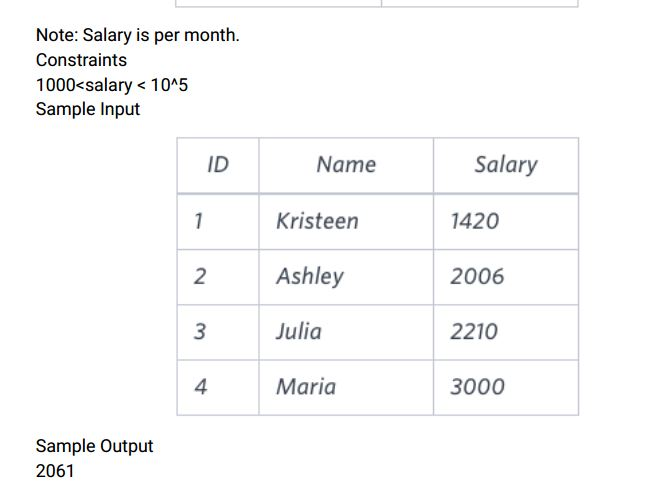 Note: Salary is per month.
Constraints
1000<salary < 10^5
Sample Input
ID Name Salary
1 Kristeen 1420
2 Ashley 2006
3 Julia 2210
4 Maria 3000
Sample Output
2061